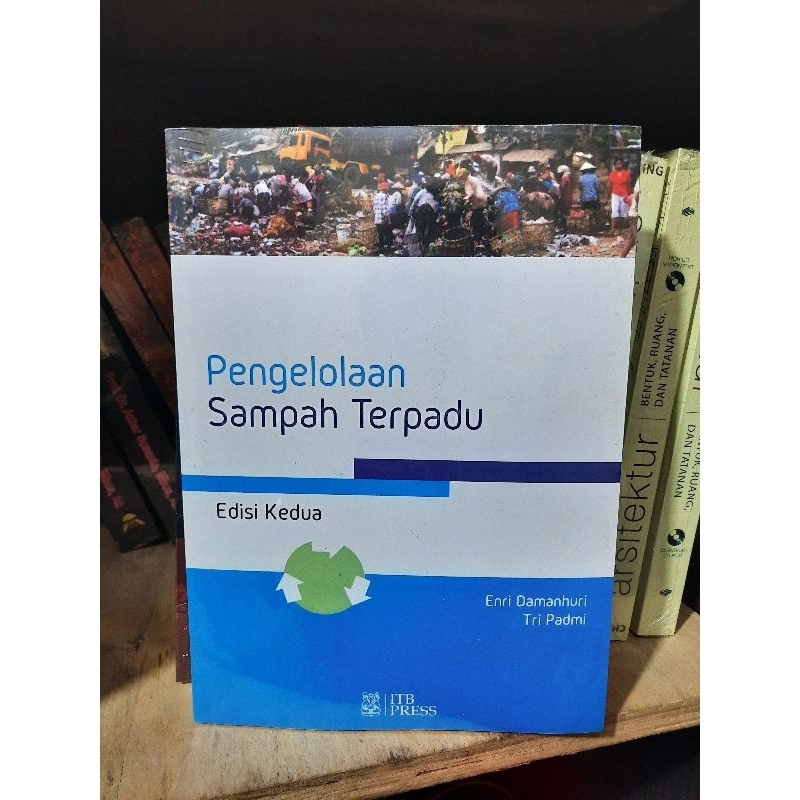 Pengelolaan
Sampah Terpadu
Edisi Kedua
Enri Damanhuri
Tri Padmi
ITB
PRESS
arsitektur
BENTUK, RUANG,
DAN TATANAN
DAN TATANAN